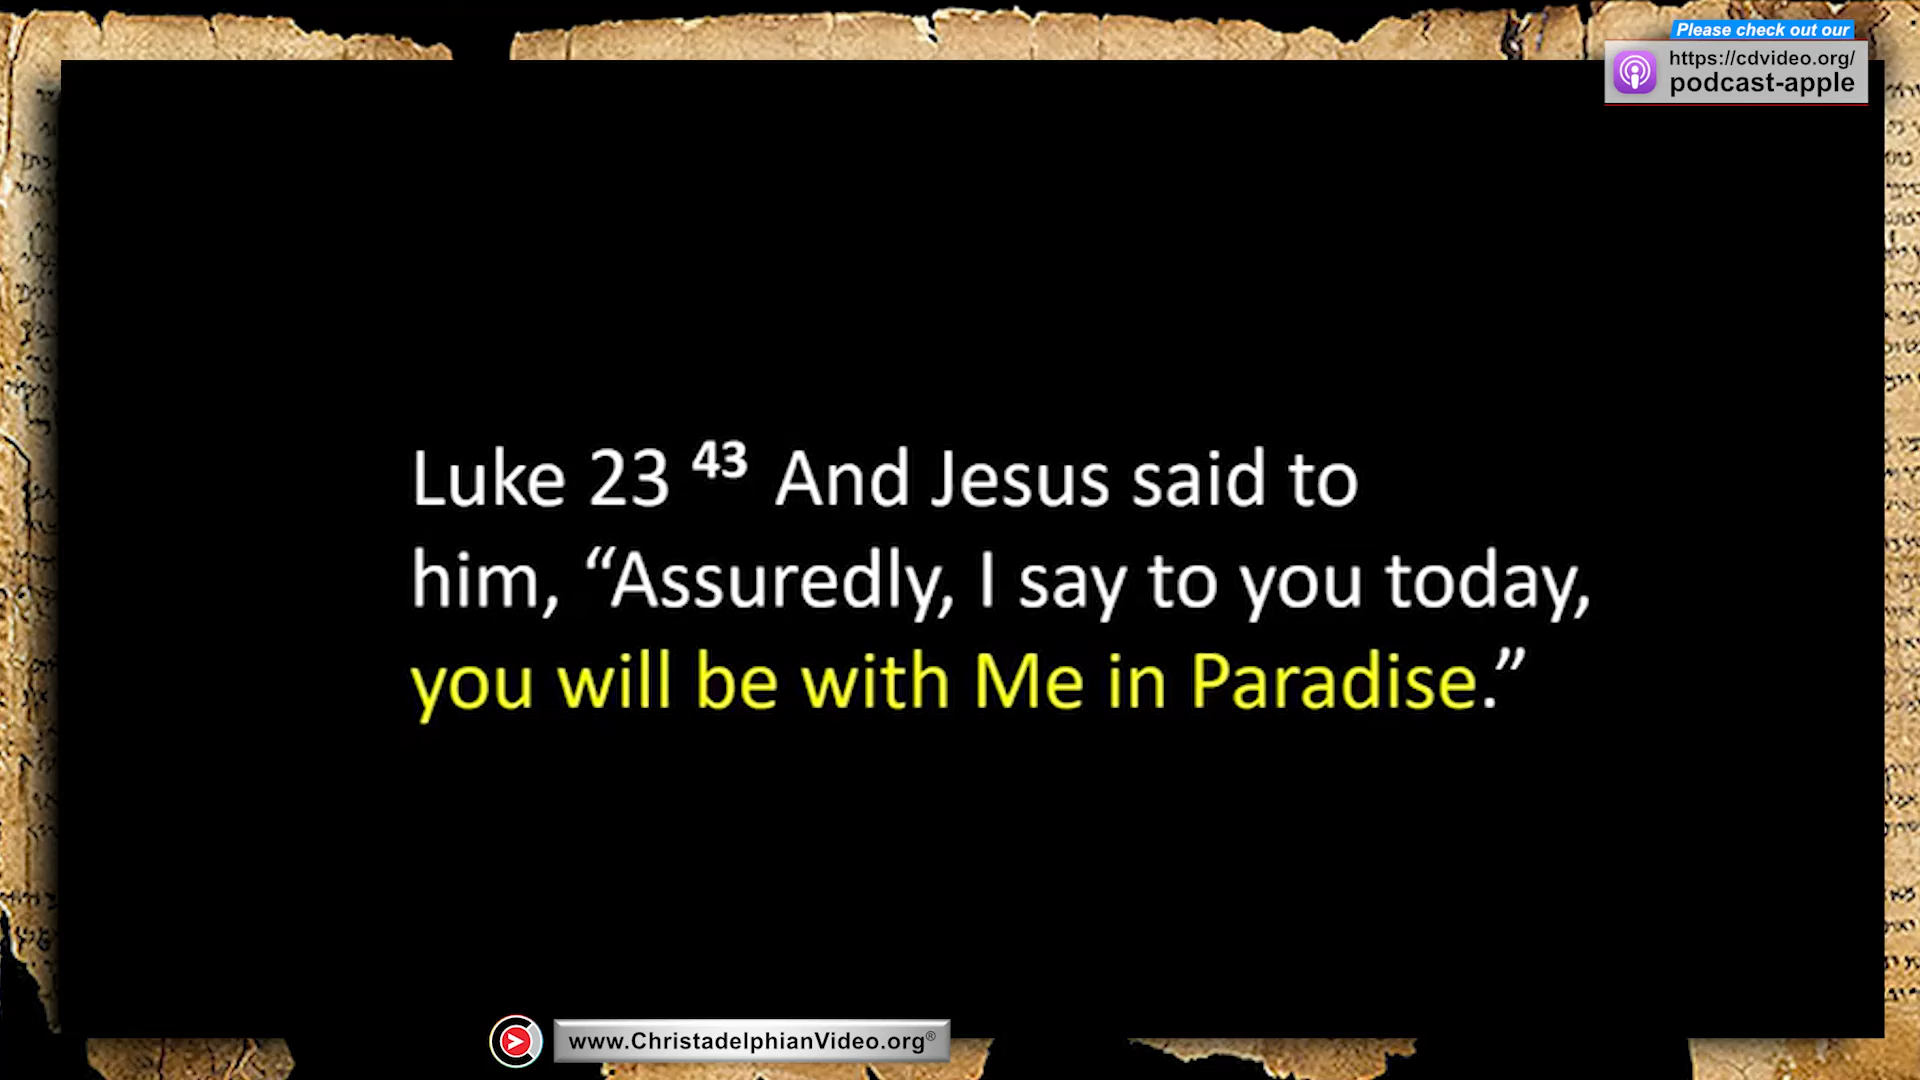 Please check out our
https://cdvideo.org/
podcast-apple
Luke 23 43 And Jesus said to
him, “Assuredly, I say to you today,
you will be with Me in Paradise.”
www.ChristadelphianVideo.org®